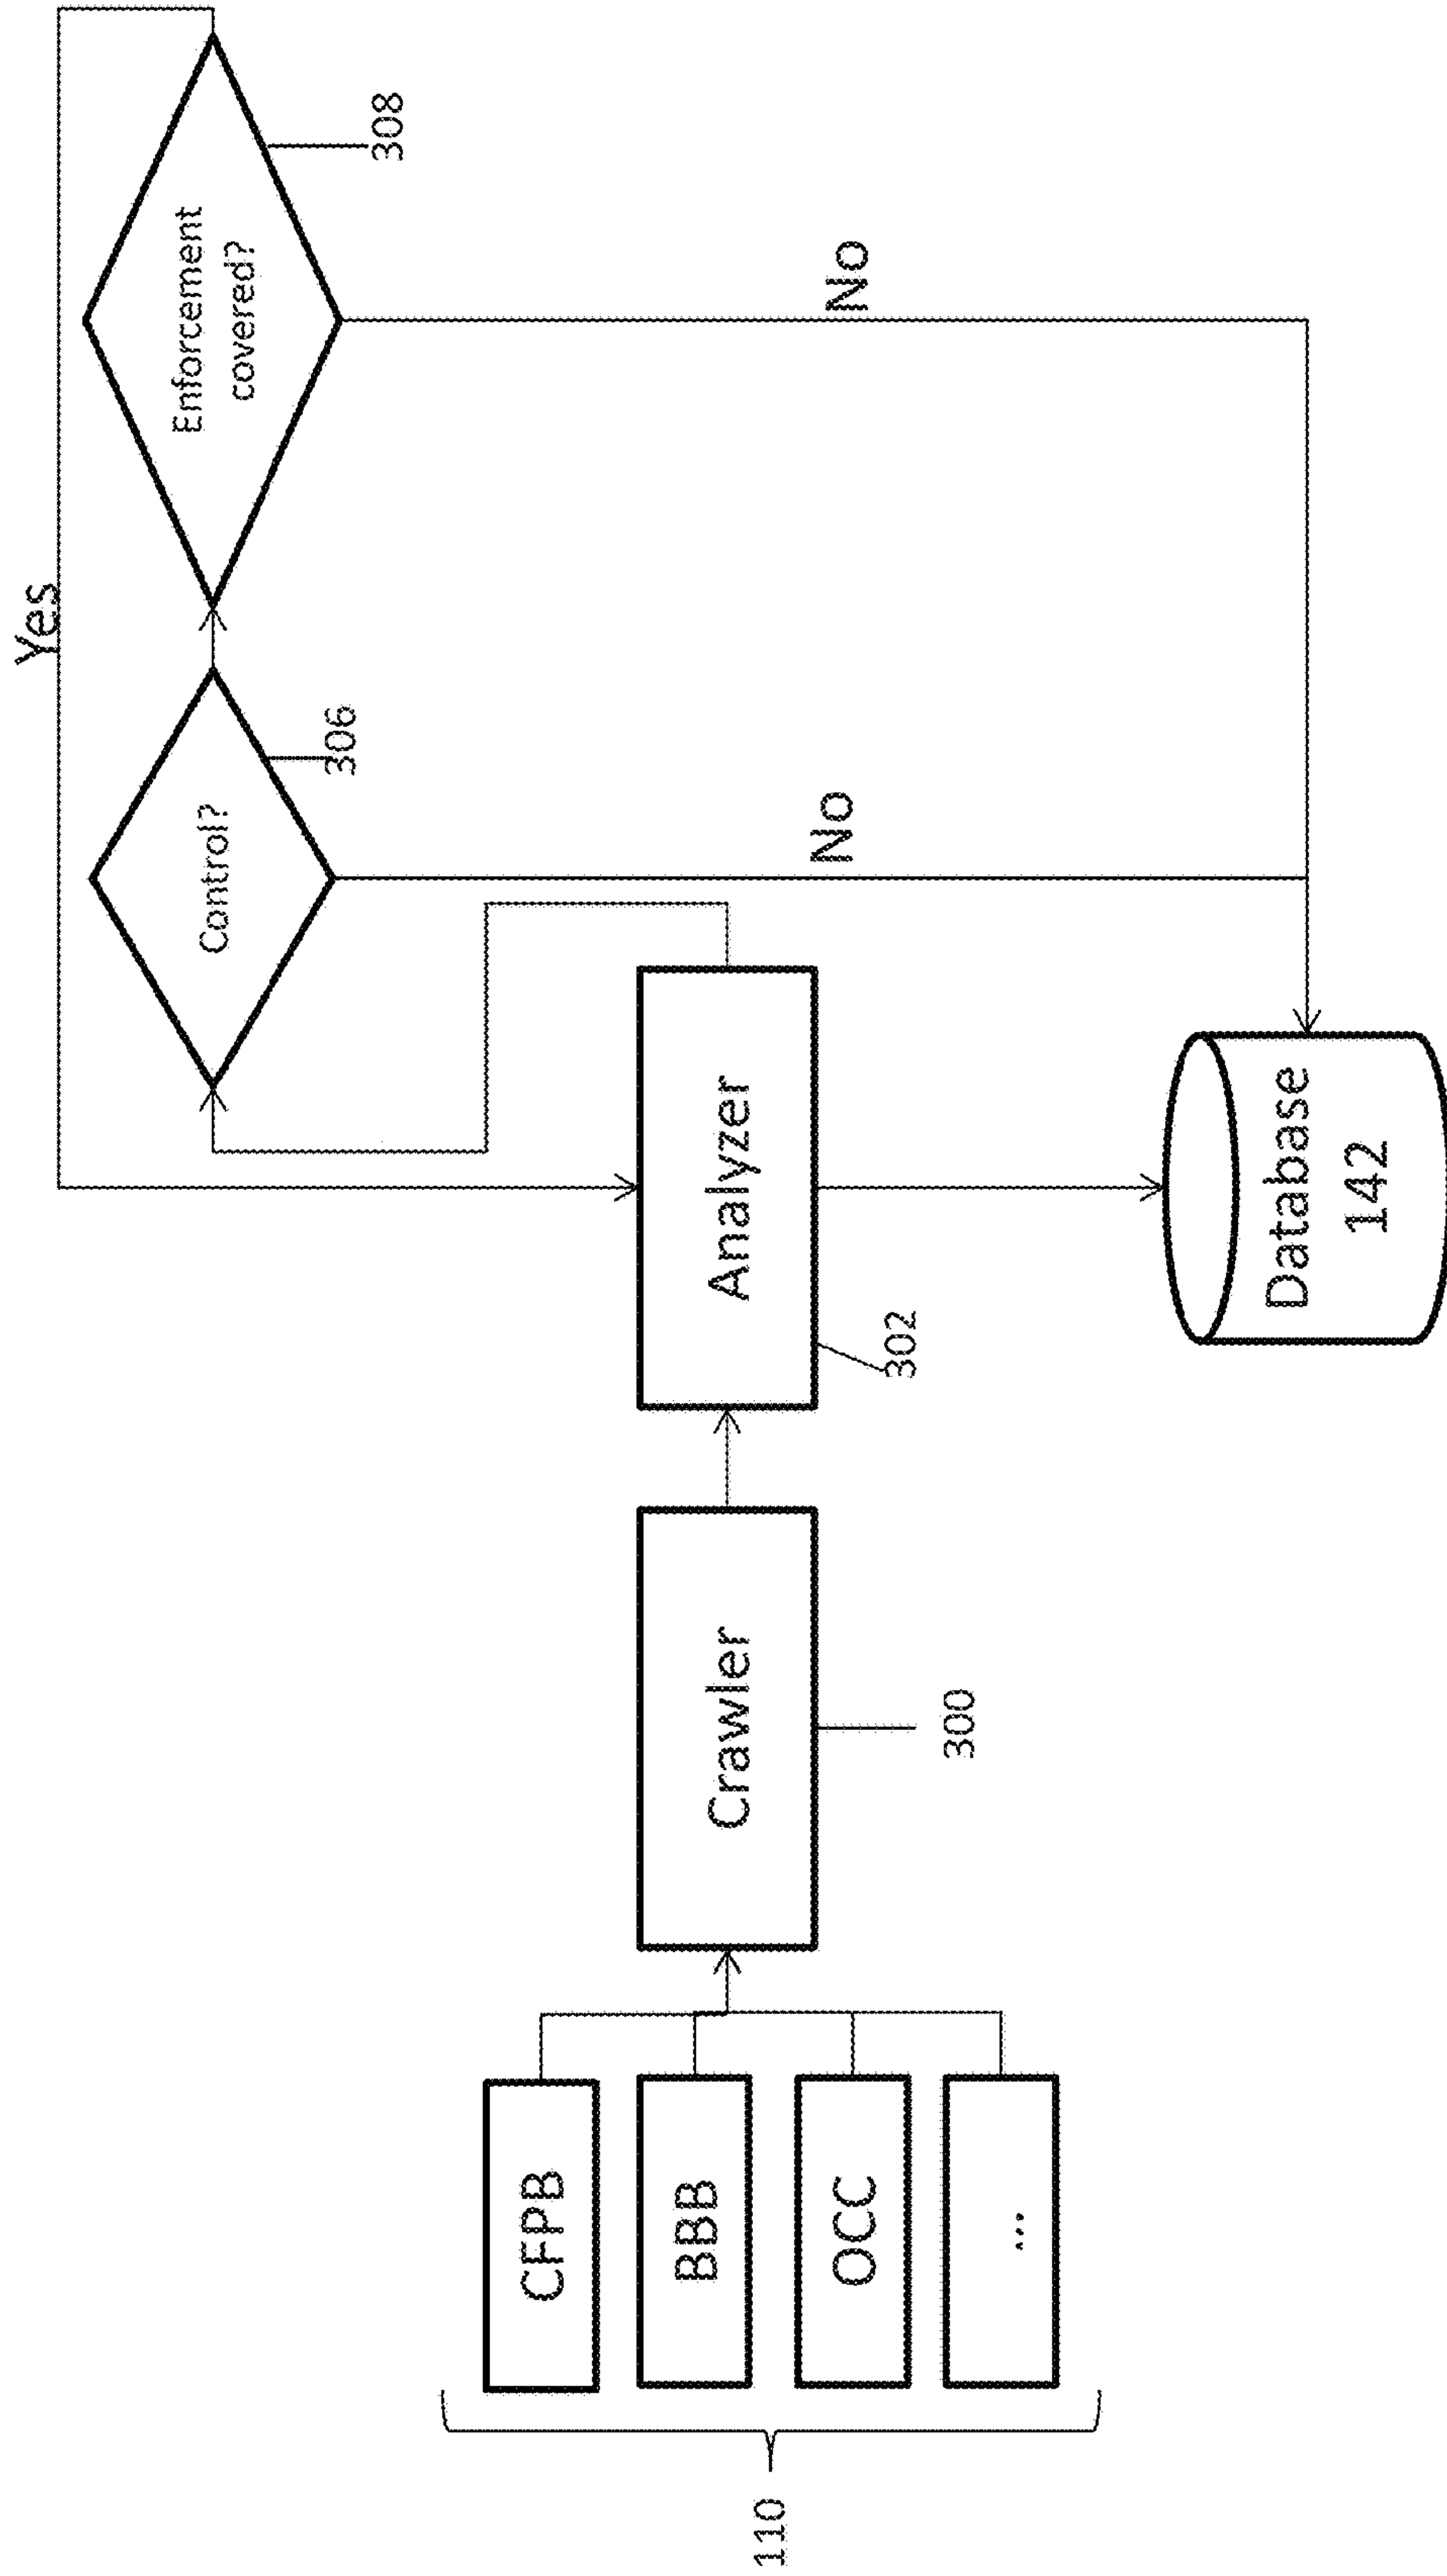 110
CFPB
BBB
OCC
...
Crawler
300
Analyzer
302
Database
142
Control?
306
Enforcement
covered?
308
Yes
No
No